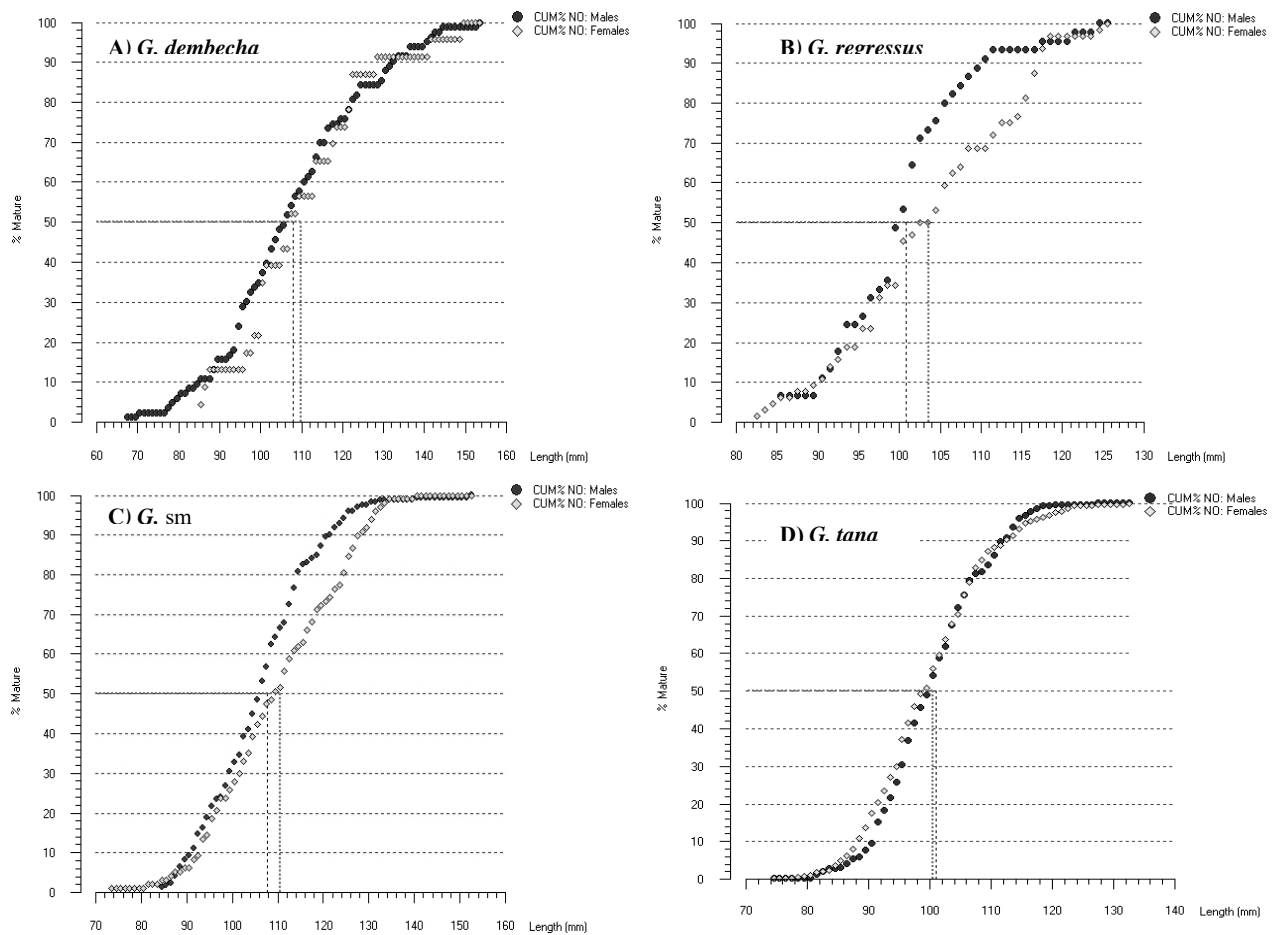 A) G. dembecha
CUM% NO: Males
CUM% NO: Females
% Mature
100
90
80
70
60
50
40
30
20
10
0
60 70 80 90 100 110 120 130 140 150 160
Length (mm)
B) G. regressus
CUM% NO: Males
CUM% NO: Females
% Mature
100
90
80
70
60
50
40
30
20
10
0
80 85 90 95 100 105 110 115 120 125 130
Length (mm)
C) G. sm
CUM% NO: Males
CUM% NO: Females
% Mature
100
90
80
70
60
50
40
30
20
10
0
70 80 90 100 110 120 130 140 150 160
Length (mm)
D) G. tana
CUM% NO: Males
CUM% NO: Females
% Mature
100
90
80
70
60
50
40
30
20
10
0
70 80 90 100 110 120 130 140
Length (mm)